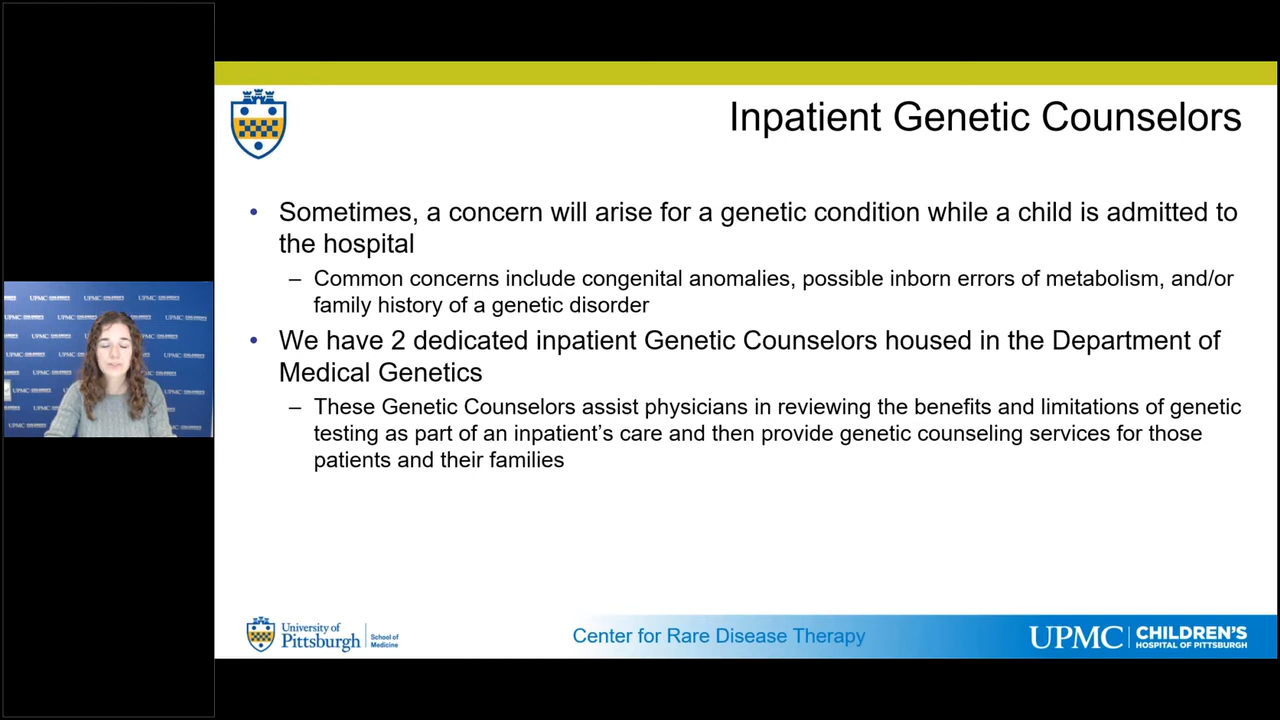 Inpatient Genetic Counselors
• Sometimes, a concern will arise for a genetic condition while a child is admitted to
the hospital
– Common concerns include congenital anomalies, possible inborn errors of metabolism, and/or
family history of a genetic disorder
• We have 2 dedicated inpatient Genetic Counselors housed in the Department of
Medical Genetics
– These Genetic Counselors assist physicians in reviewing the benefits and limitations of genetic
testing as part of an inpatient’s care and then provide genetic counseling services for those
patients and their families
University of
Pittsburgh
School of
Medicine
Center for Rare Disease Therapy
UPMC
CHILDREN'S
HOSPITAL OF PITTSBURGH